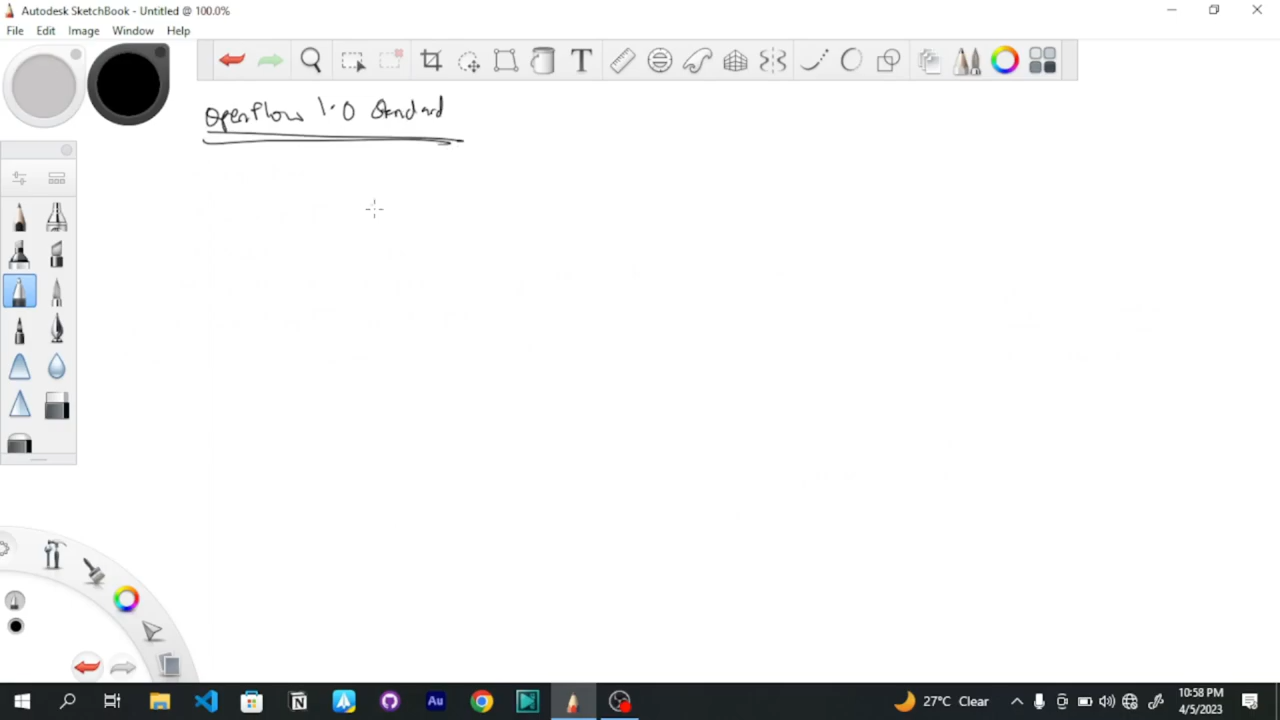 Autodesk SketchBook - Untitled @ 100.0%
File Edit Image Window Help
T
OpenFlow 1.0 Standard
Au
N
27°C Clear
10:58 PM
4/5/2023